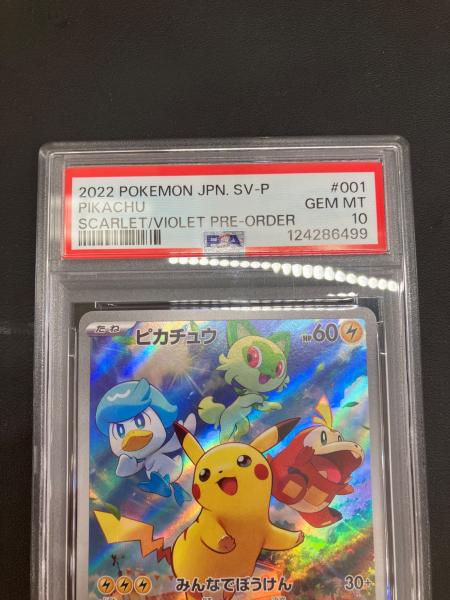 2022 POKEMON JPN. SV-P #001
PIKACHU GEM MT
SCARLET/VIOLET PRE-ORDER 10
PSA 124286499
たね ピカチュウ HP60
みんなでぼうけん 30+